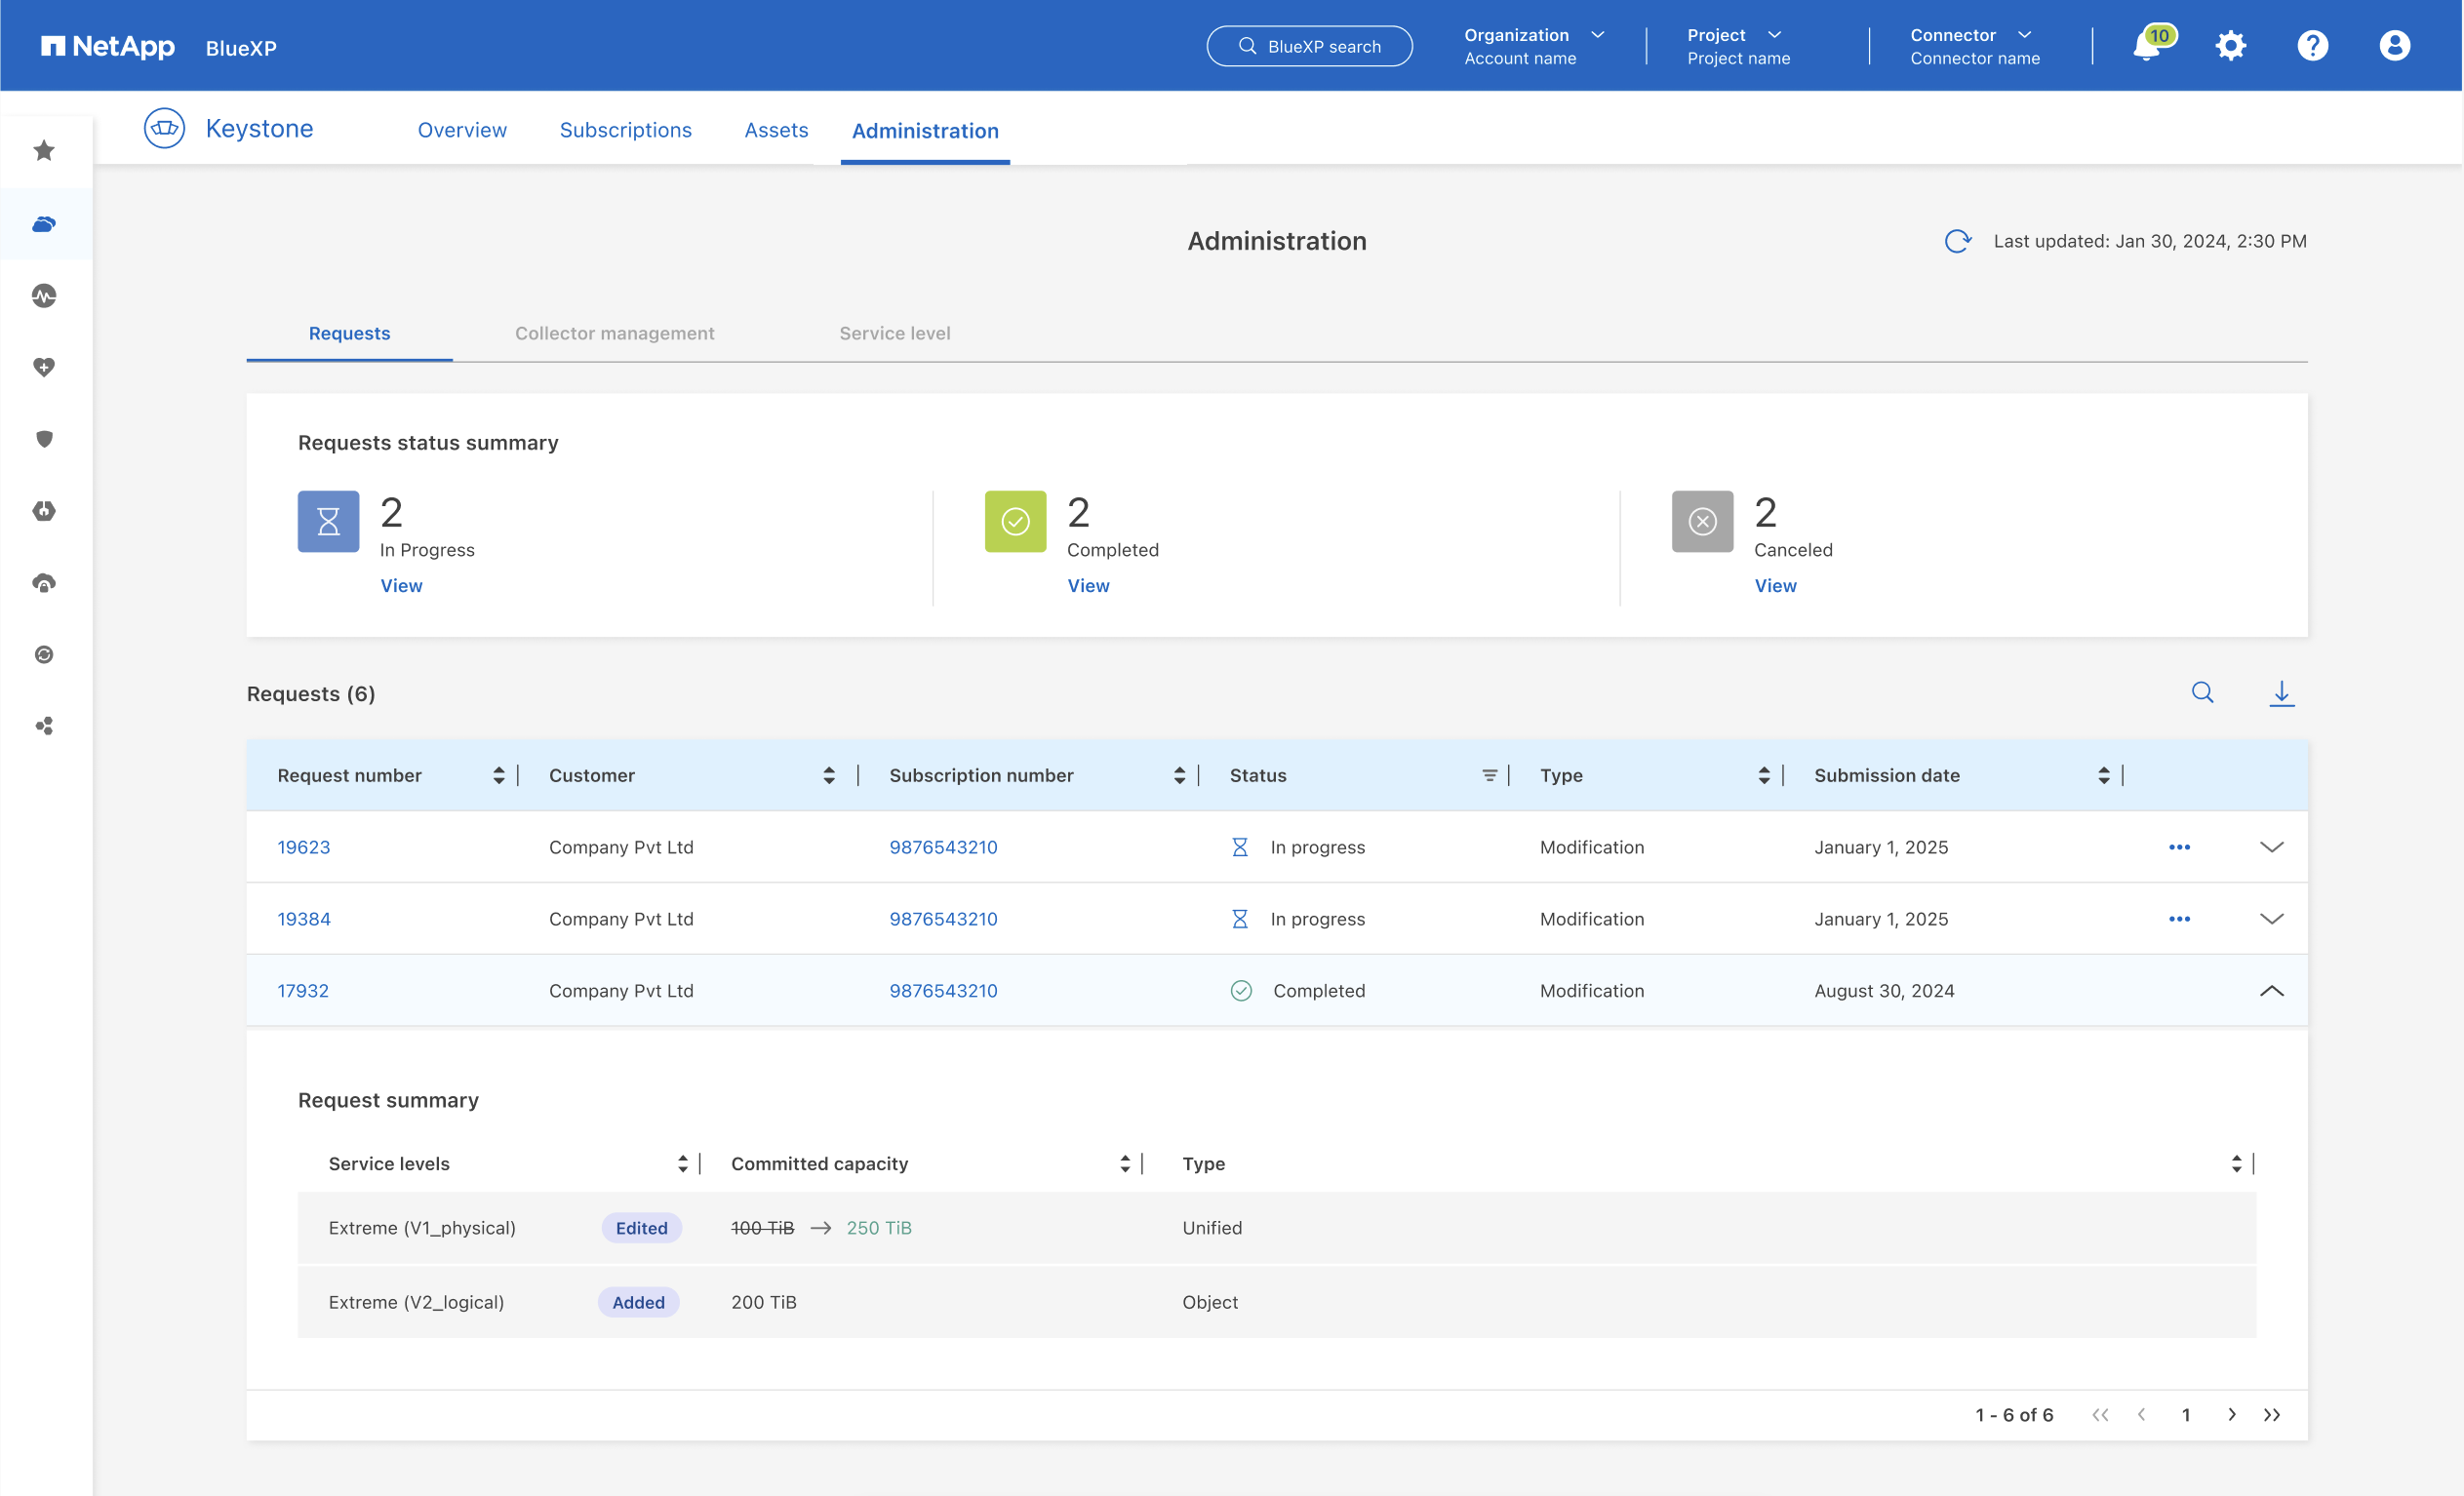 NetApp BlueXP BlueXP search Organization Project Connector 10
Account name Project name Connector name
Keystone Overview Subscriptions Assets Administration
Administration Last updated: Jan 30, 2024, 2:30 PM
Requests Collector management Service level
Requests status summary
2 2 2
In Progress Completed Canceled
View View View
Requests (6)
Request number Customer Subscription number Status Type Submission date
19623 Company Pvt Ltd 9876543210 In progress Modification January 1, 2025
19384 Company Pvt Ltd 9876543210 In progress Modification January 1, 2025
17932 Company Pvt Ltd 9876543210 Completed Modification August 30, 2024
Request summary
Service levels Committed capacity Type
Extreme (V1_physical) Edited 100 TiB → 250 TiB Unified
Extreme (V2_logical) Added 200 TiB Object
1 - 6 of 6 << < 1 > >>